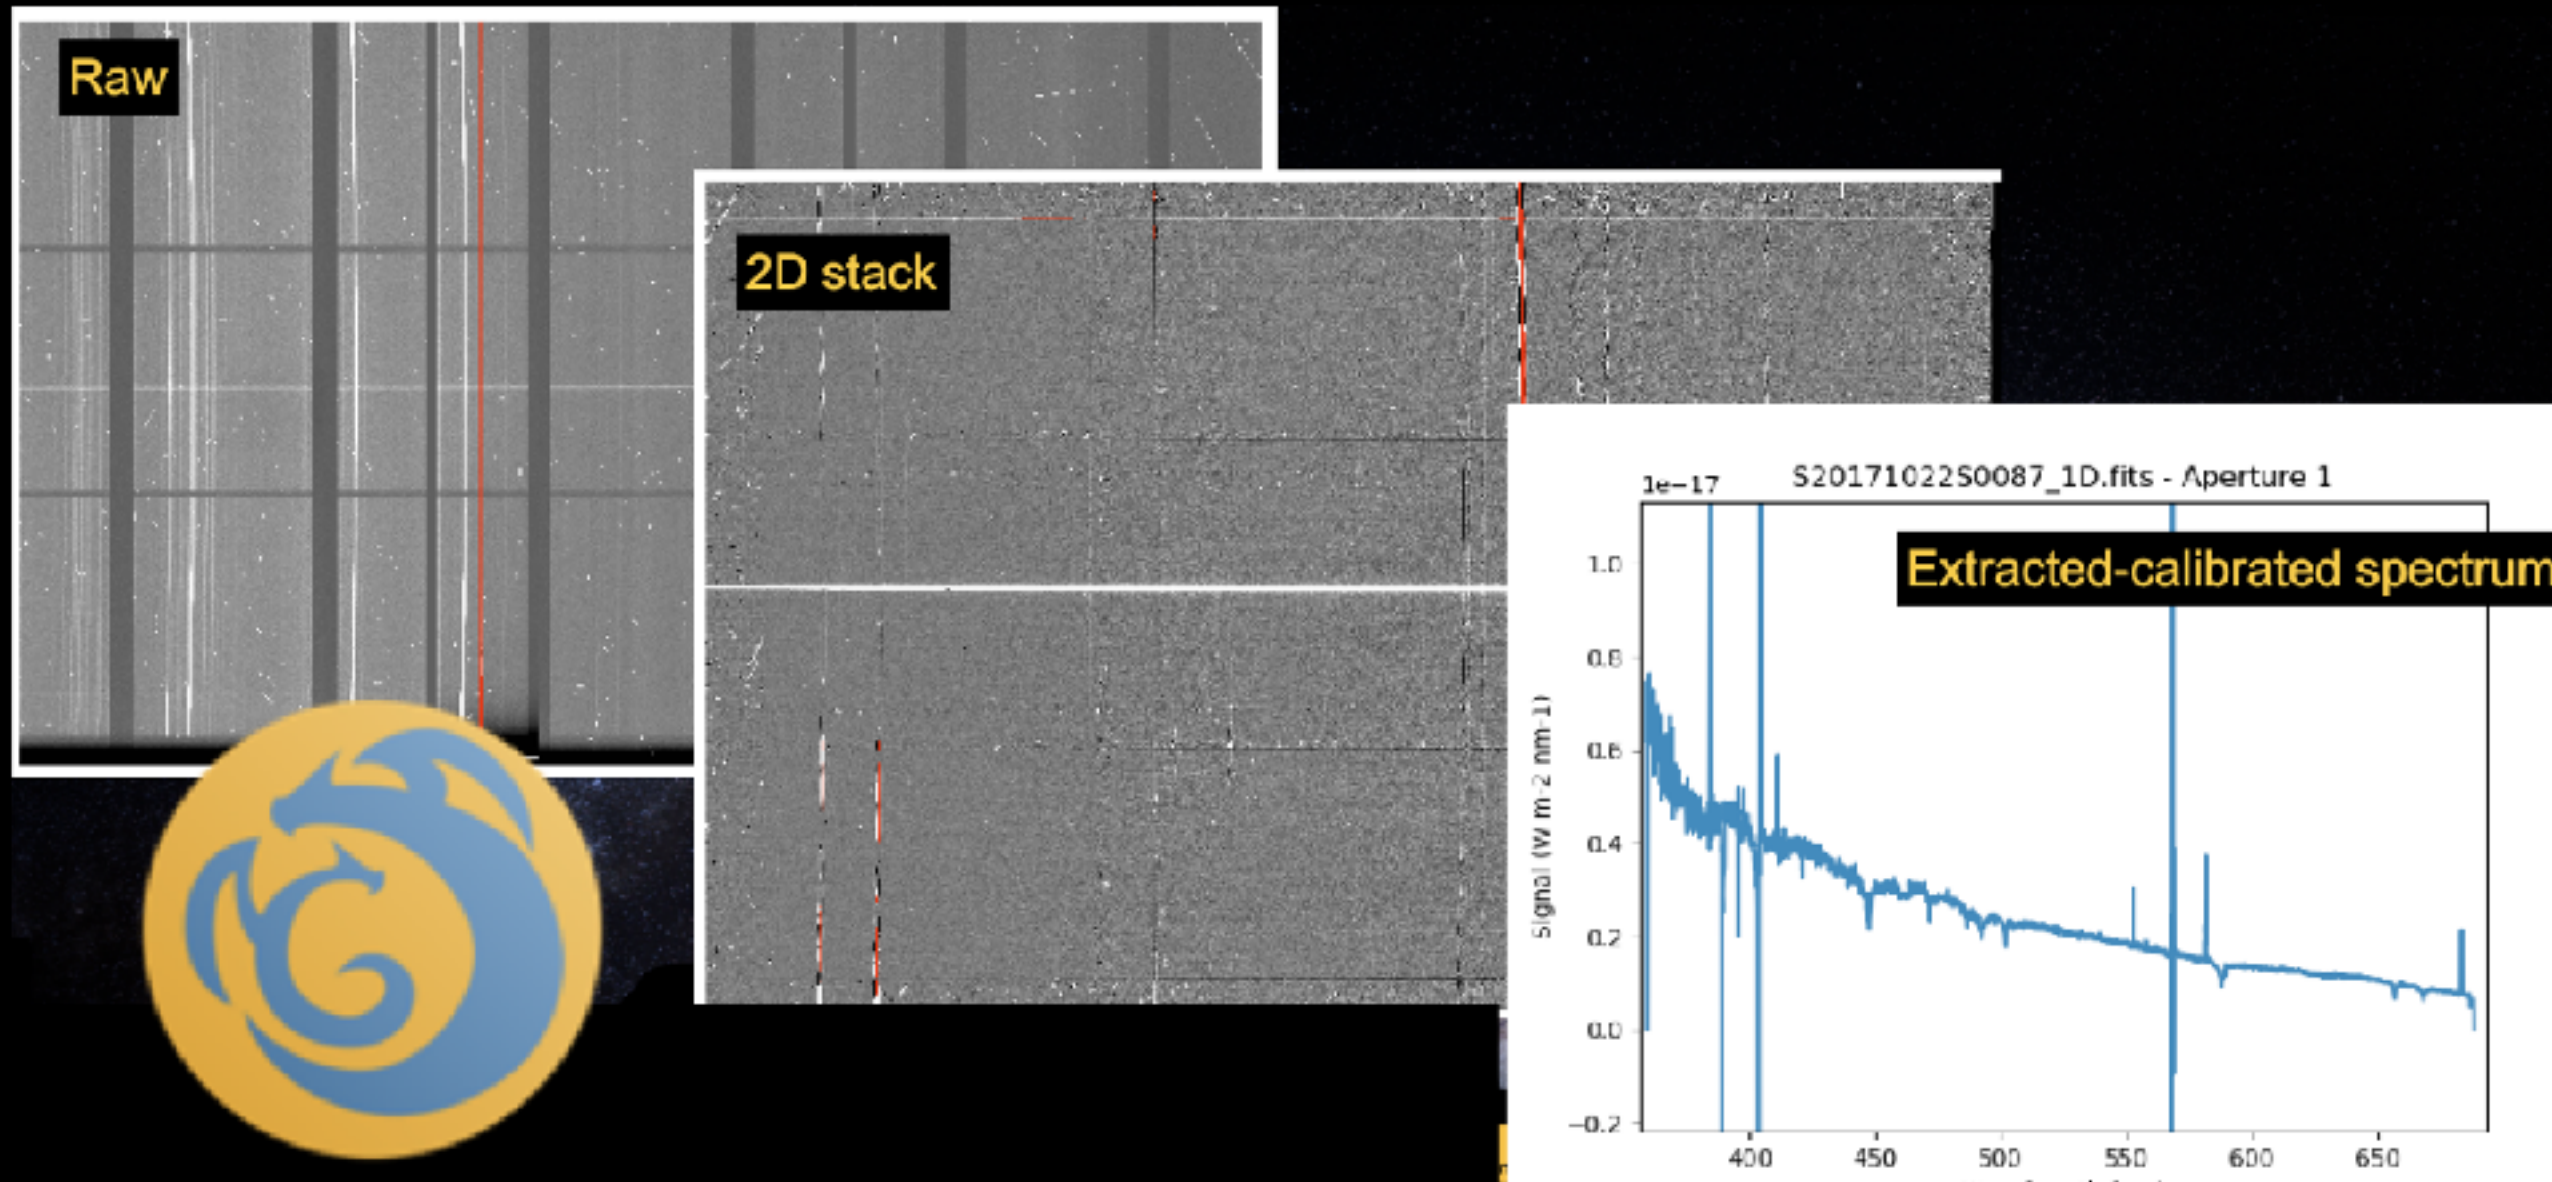 Raw
2D stack
S20171022S0087_1D.fits - Aperture 1
1e−17
Extracted-calibrated spectrum
1.0
0.8
0.6
0.4
0.2
0.0
−0.2
Signal (W m-2 nm-1)
400 450 500 550 600 650